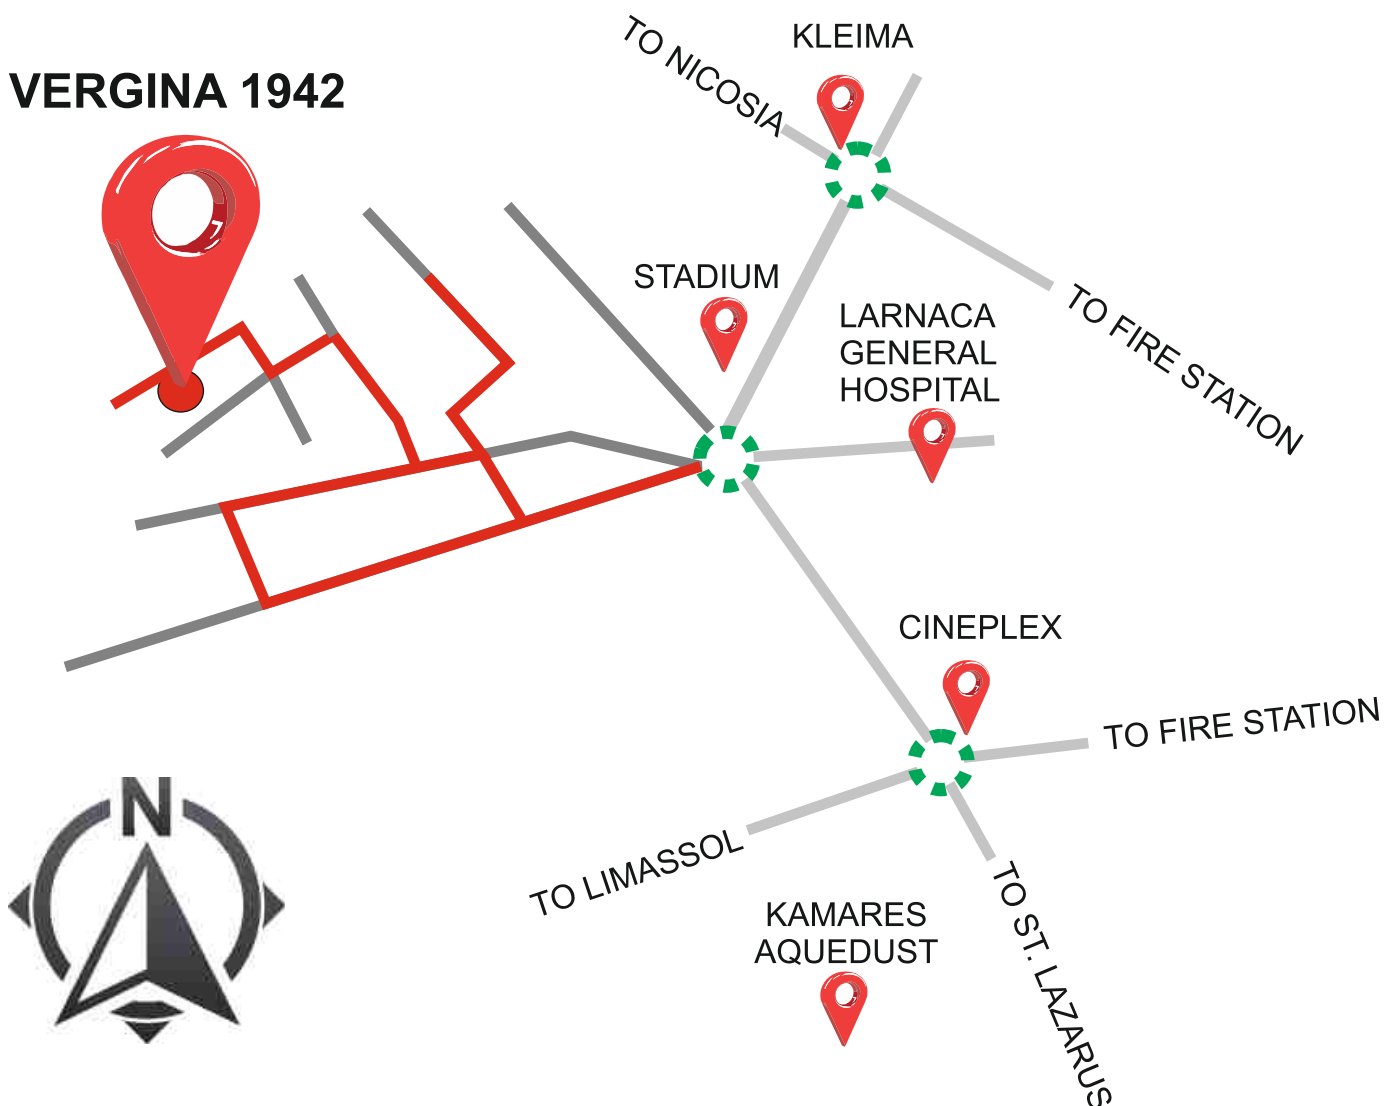 KLEIMA
TO NICOSIA
VERGINA 1942
STADIUM
LARNACA
GENERAL
HOSPITAL
TO FIRE STATION
CINEPLEX
TO FIRE STATION
TO LIMASSOL
N
KAMARES
AQUEDUST
TO ST. LAZARUS